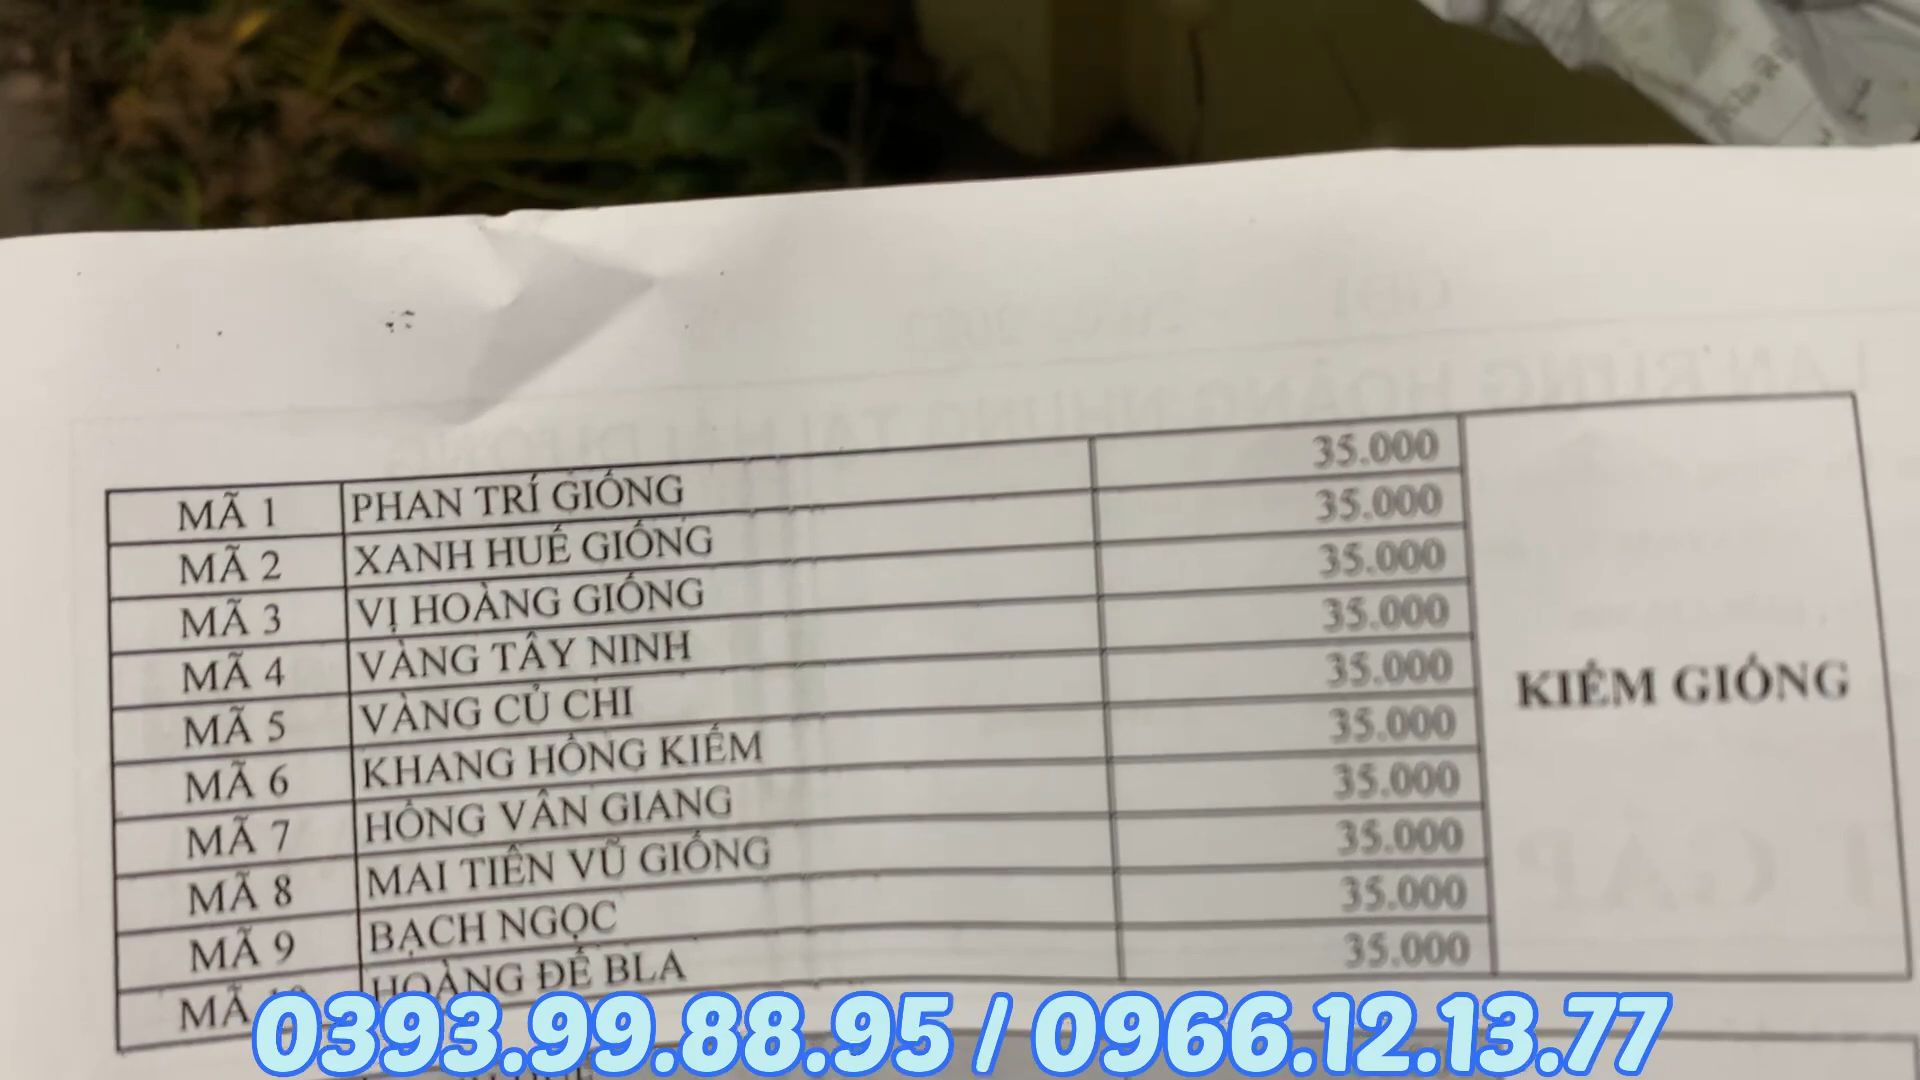 MÃ 1 PHAN TRÍ GIỐNG 35.000
MÃ 2 XANH HUẾ GIỐNG 35.000
MÃ 3 VỊ HOÀNG GIỐNG 35.000
MÃ 4 VÀNG TÂY NINH 35.000
MÃ 5 VÀNG CỦ CHI 35.000
MÃ 6 KHANG HỒNG KIẾM 35.000
MÃ 7 HỒNG VÂN GIANG 35.000
MÃ 8 MAI TIÊN VŨ GIỐNG 35.000
MÃ 9 BẠCH NGỌC 35.000
MÃ HOÀNG ĐẾ BLA 35.000
KIẾM GIỐNG
0393.99.88.95 / 0966.12.13.77